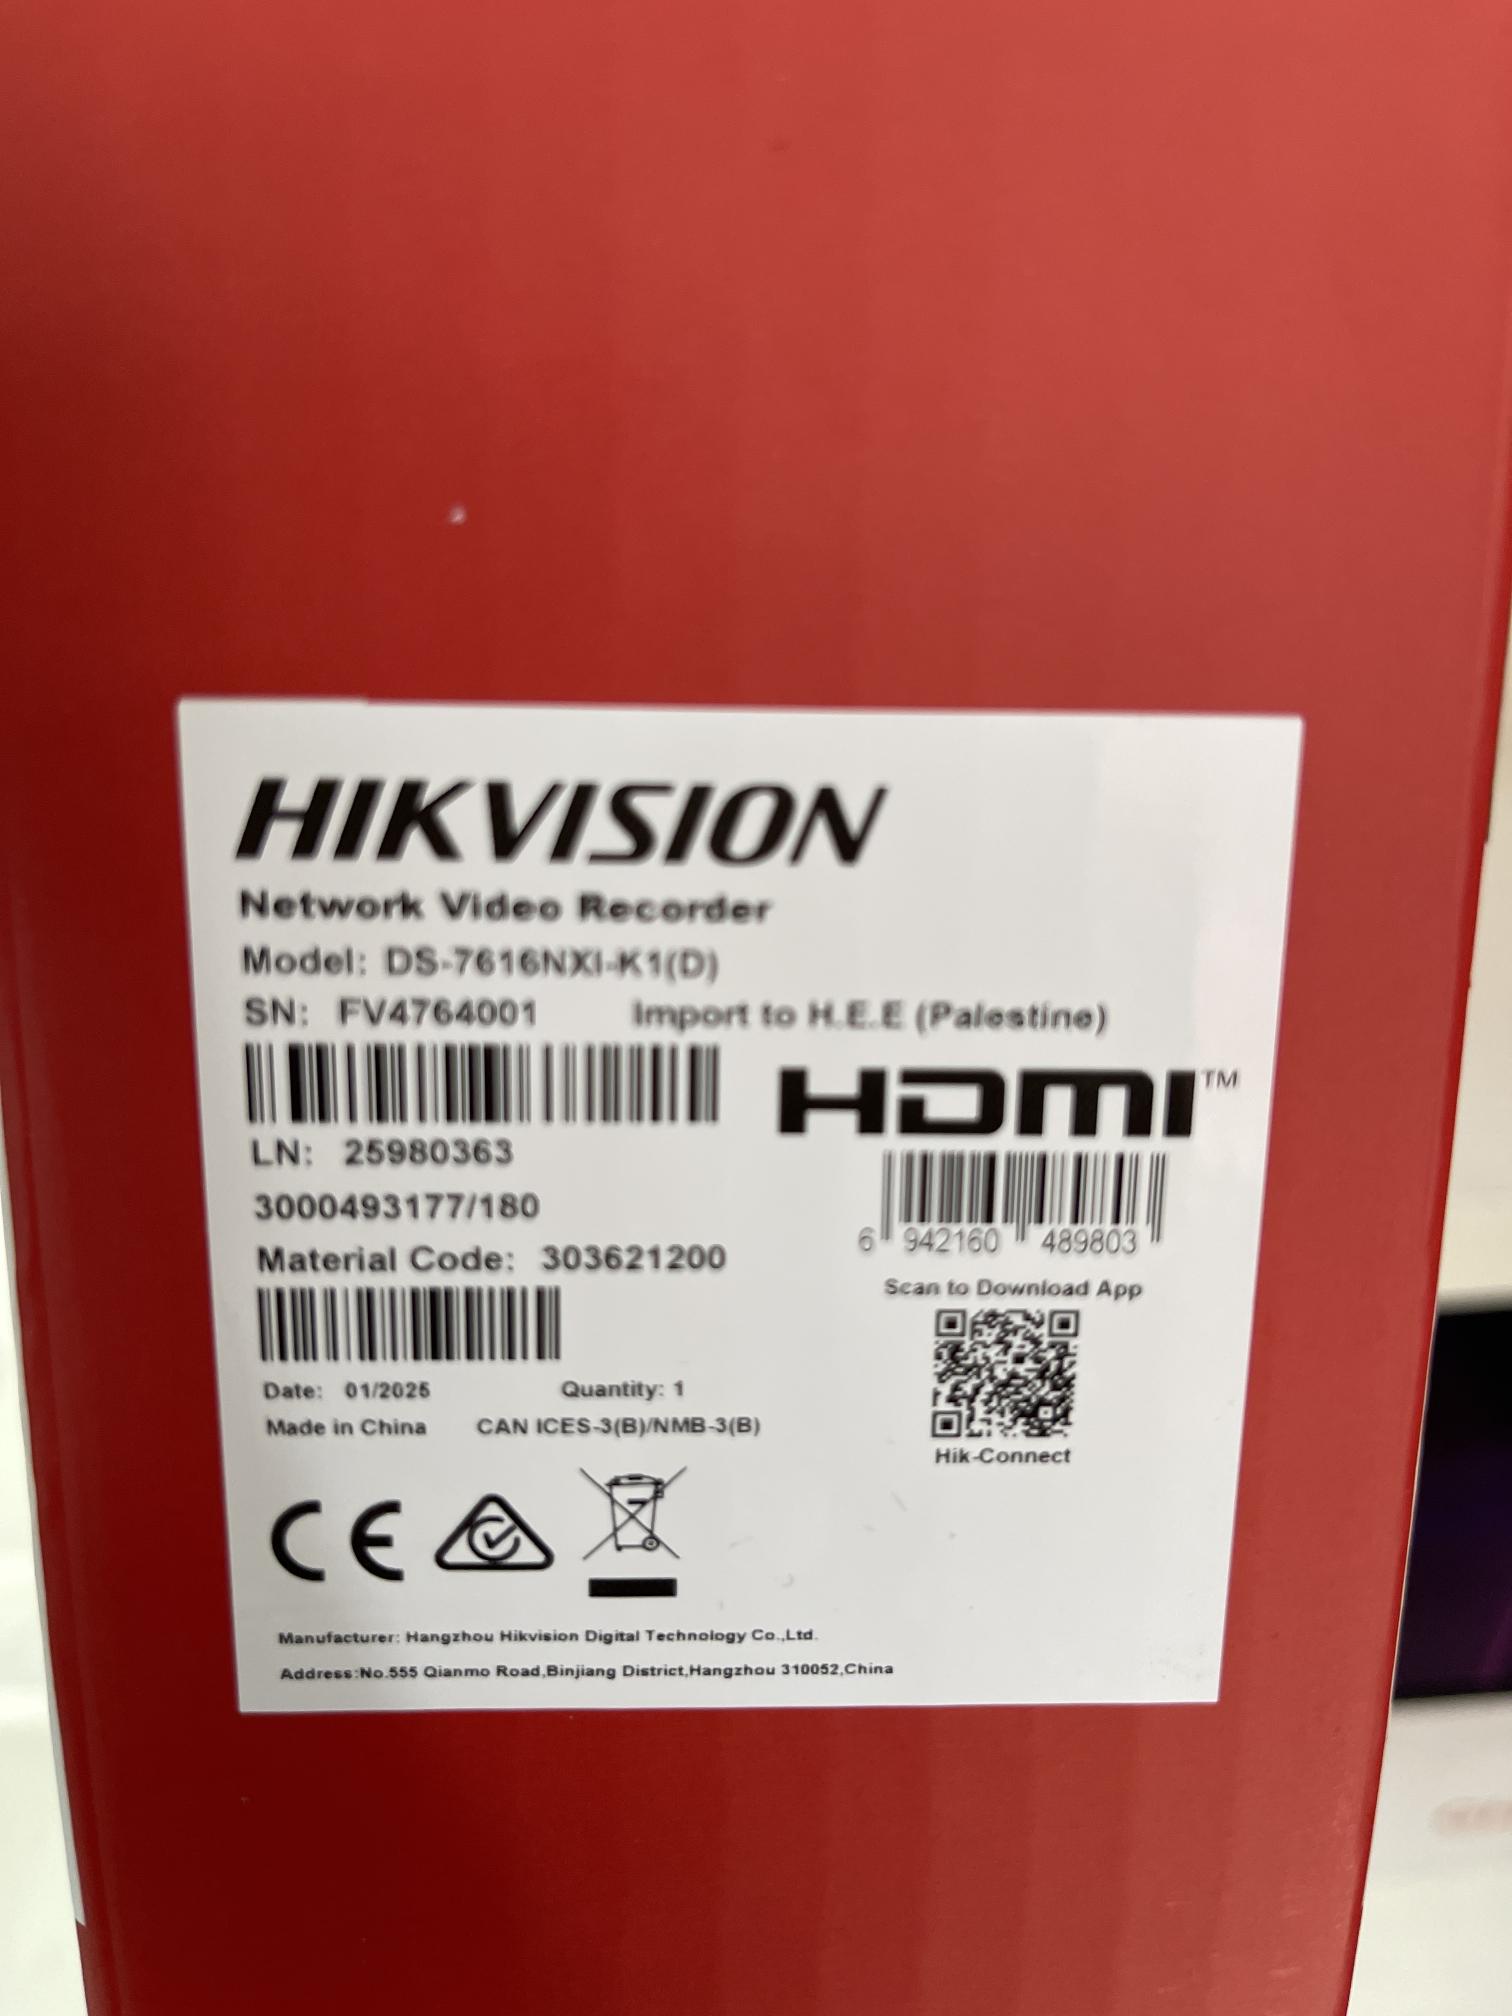 HIKVISION
Network Video Recorder
Model: DS-7616NXI-K1(D)
SN: FV4764001 Import to H.E.E (Palestine)
HDMI™
LN: 25980363
3000493177/180
Material Code: 303621200
6 942160 489803
Scan to Download App
Hik-Connect
Date: 01/2025 Quantity: 1
Made in China CAN ICES-3(B)/NMB-3(B)
CE
Manufacturer: Hangzhou Hikvision Digital Technology Co.,Ltd.
Address:No.555 Qianmo Road,Binjiang District,Hangzhou 310052,China